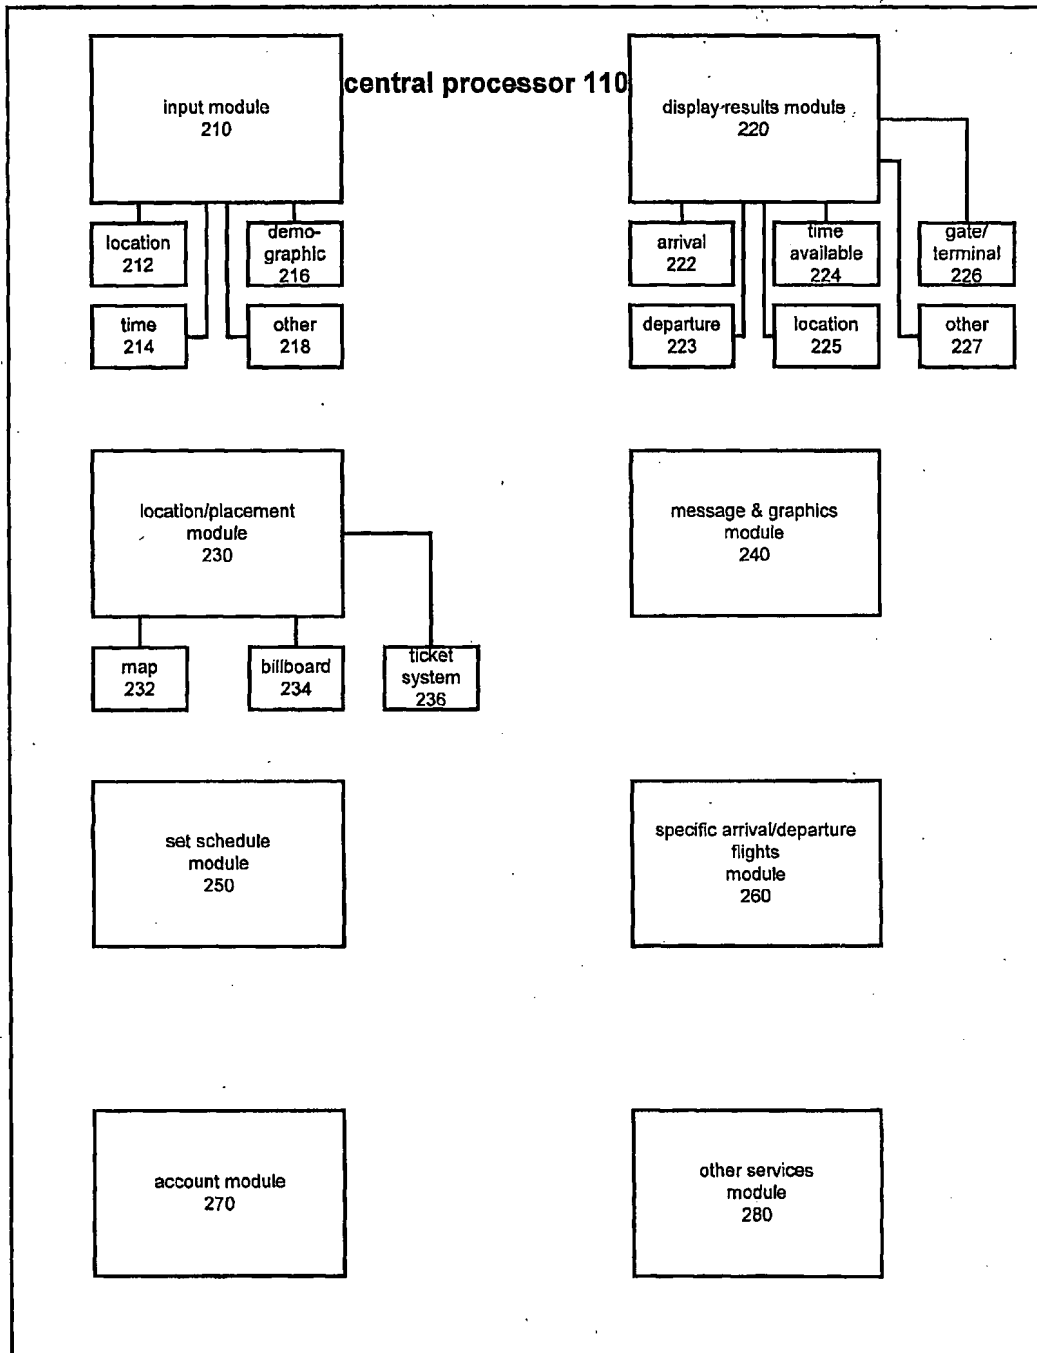 central processor 110
input module
210
display results module
220
location
212
demo-
graphic
216
arrival
222
time
available
224
gate/
terminal
226
time
214
other
218
departure
223
location
225
other
227
location/placement
module
230
message & graphics
module
240
map
232
billboard
234
ticket
system
236
set schedule
module
250
specific arrival/departure
flights
module
260
account module
270
other services
module
280